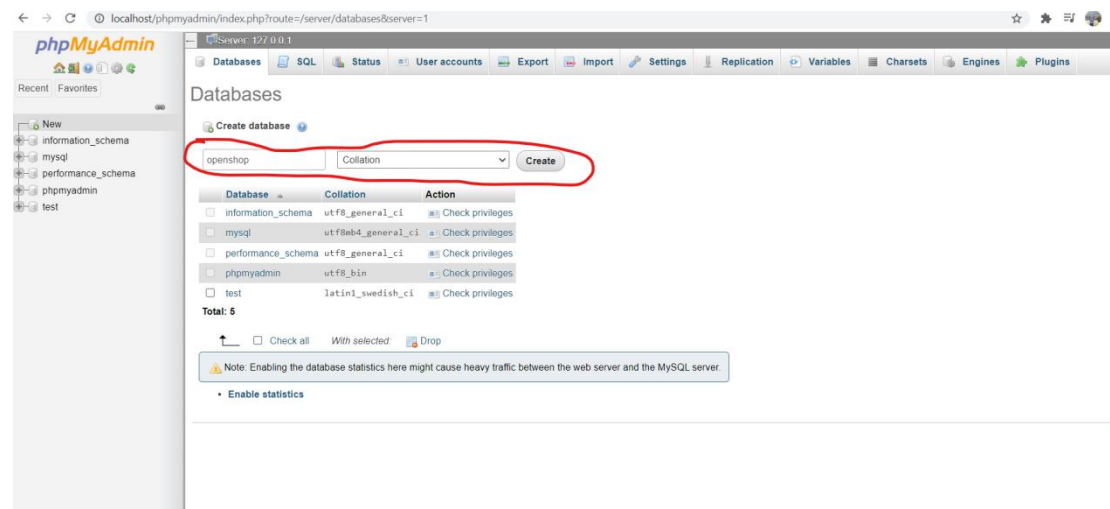 localhost/phpmyadmin/index.php?route=/server/databases&server=1
phpMyAdmin
Recent Favorites
New
information_schema
mysql
performance_schema
phpmyadmin
test
Server: 127.0.0.1
Databases SQL Status User accounts Export Import Settings Replication Variables Charsets Engines Plugins
Databases
Create database
openshop Collation Create
Database Collation Action
information_schema utf8_general_ci Check privileges
mysql utf8mb4_general_ci Check privileges
performance_schema utf8_general_ci Check privileges
phpmyadmin utf8_bin Check privileges
test latin1_swedish_ci Check privileges
Total: 5
Check all With selected: Drop
Note: Enabling the database statistics here might cause heavy traffic between the web server and the MySQL server.
Enable statistics